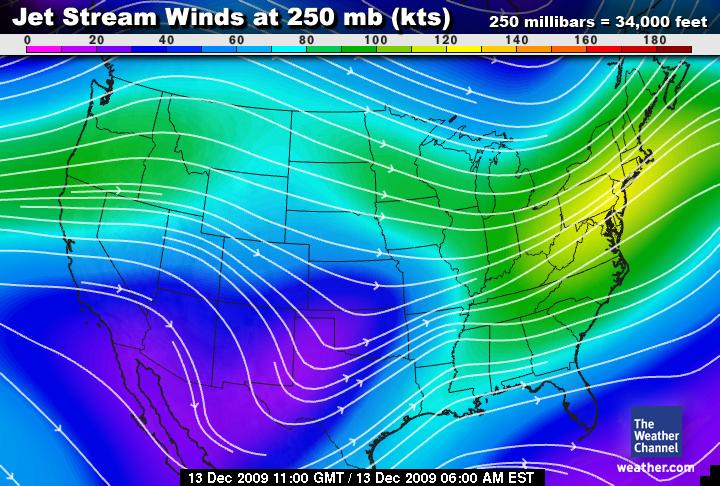 Jet Stream Winds at 250 mb (kts)
250 millibars = 34,000 feet
0 20 40 60 80 100 120 140 160 180
The
Weather
Channel
weather.com
13 Dec 2009 11:00 GMT / 13 Dec 2009 06:00 AM EST